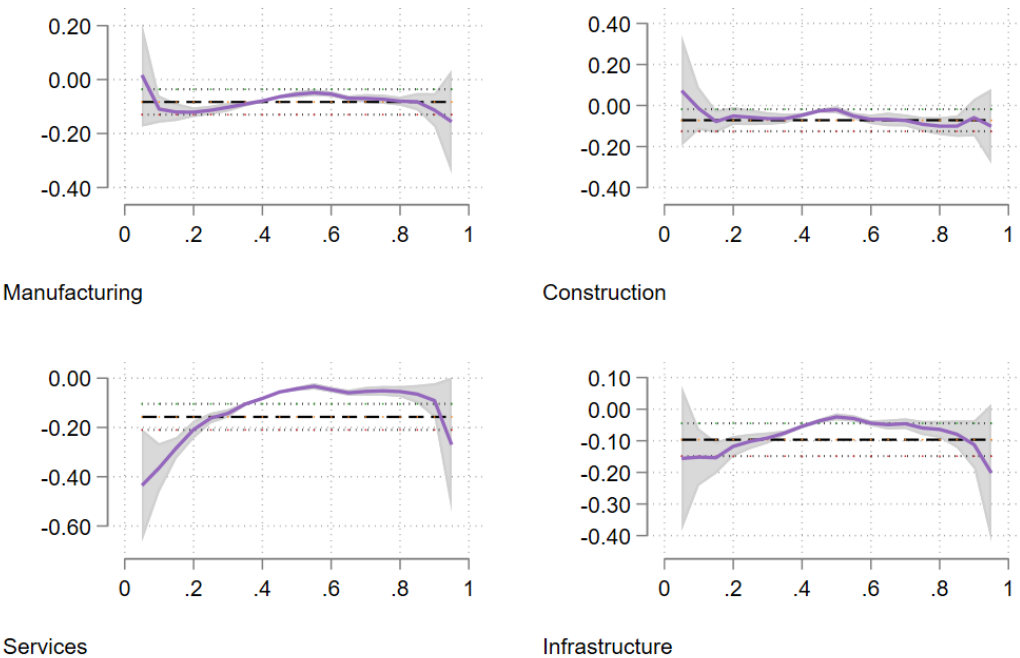 0.20
0.00
-0.20
-0.40
0 .2 .4 .6 .8 1
Manufacturing
0.40
0.20
0.00
-0.20
-0.40
0 .2 .4 .6 .8 1
Construction
0.00
-0.20
-0.40
-0.60
0 .2 .4 .6 .8 1
Services
0.10
0.00
-0.10
-0.20
-0.30
-0.40
0 .2 .4 .6 .8 1
Infrastructure